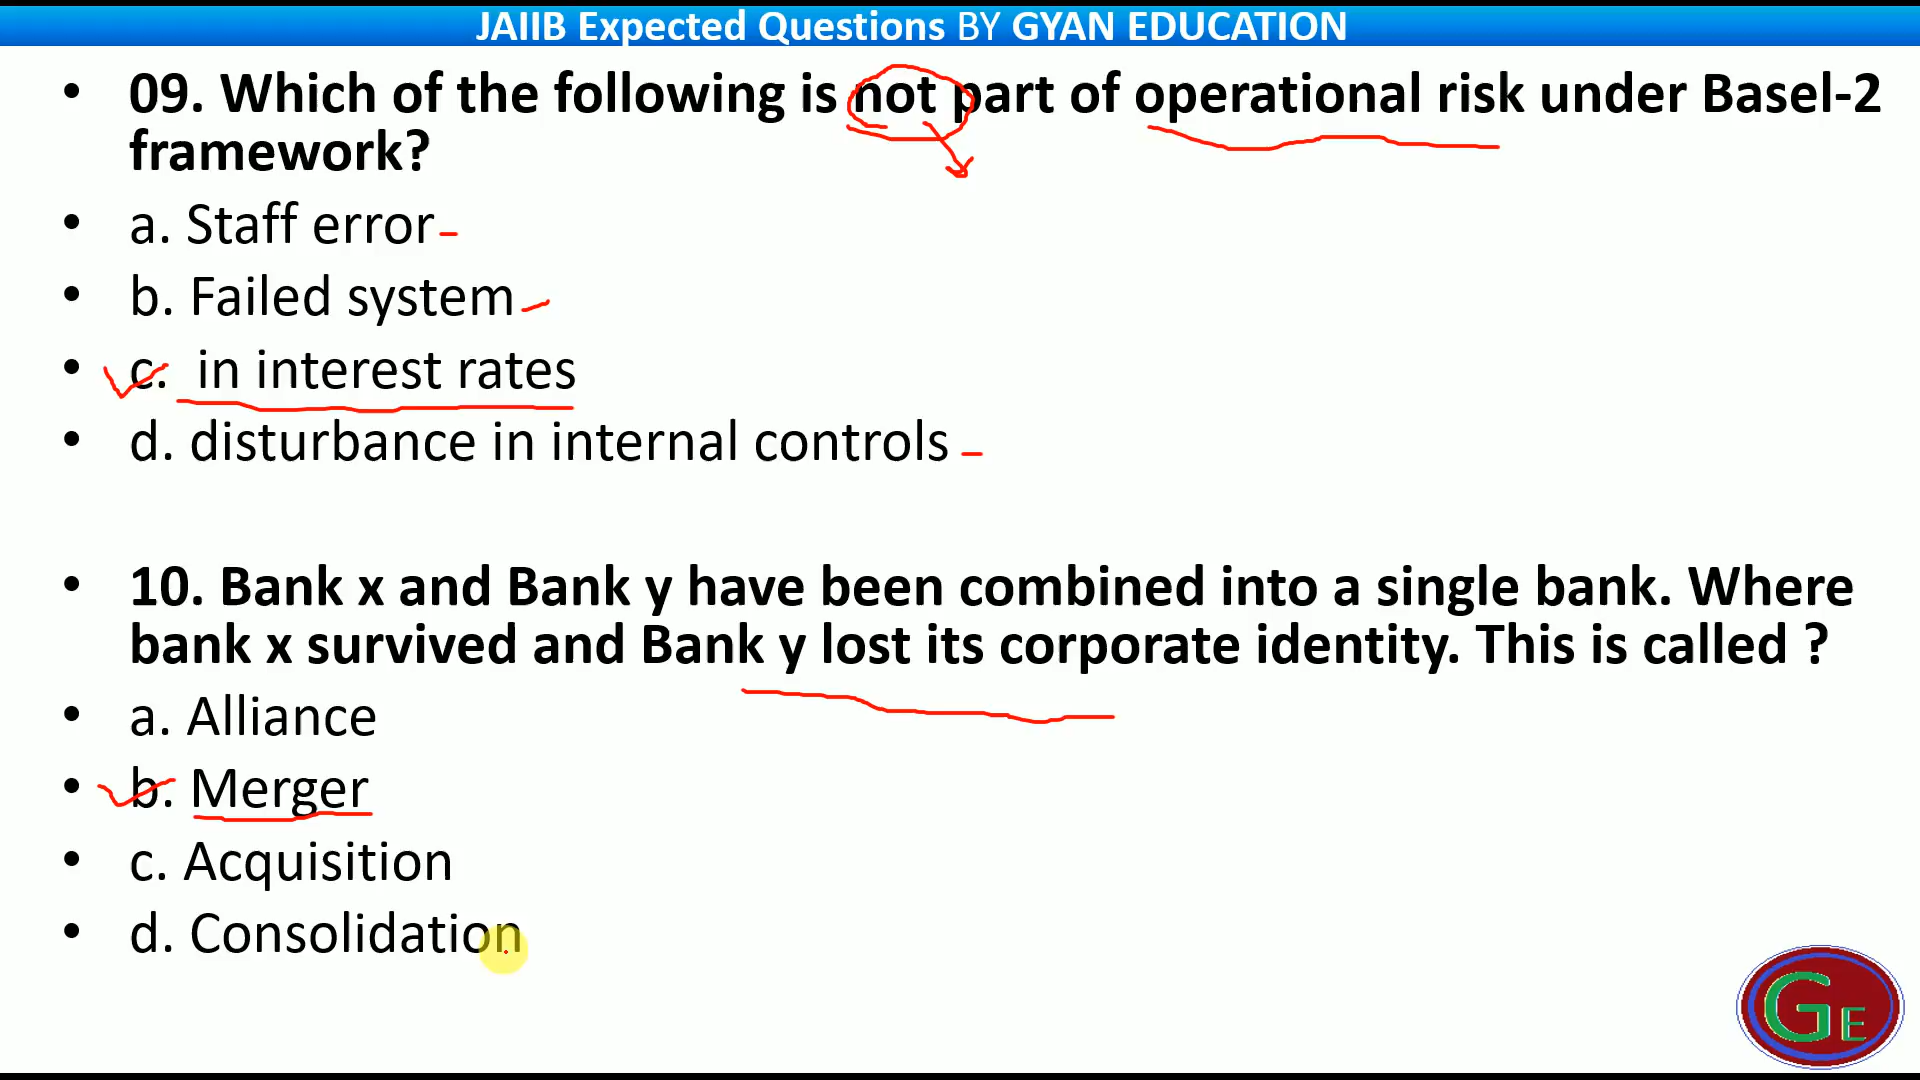 JAIIB Expected Questions BY GYAN EDUCATION
• 09. Which of the following is not part of operational risk under Basel-2
framework?
• a. Staff error
• b. Failed system
• c. in interest rates
• d. disturbance in internal controls
• 10. Bank x and Bank y have been combined into a single bank. Where
bank x survived and Bank y lost its corporate identity. This is called ?
• a. Alliance
• b. Merger
• c. Acquisition
• d. Consolidation
GE